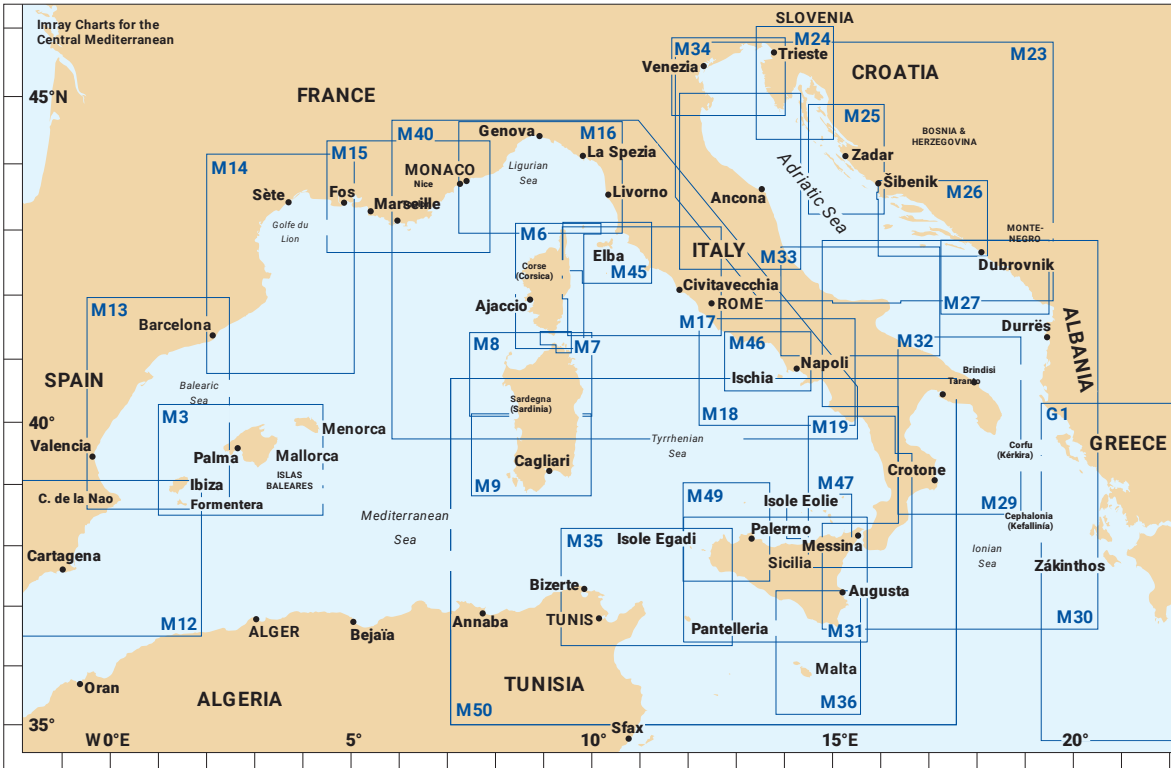 Imray Charts for the
Central Mediterranean
SLOVENIA
M24
M34
Trieste
M23
Venezia
CROATIA
45°N
FRANCE
M25
Genova
M16
BOSNIA &
HERZEGOVINA
M40
M15
M14
La Spezia
Zadar
Ligurian
Sea
MONACO
Nice
Adriatic Sea
Šibenik
M26
Sète
Fos
Marseille
Livorno
Ancona
Golfe du
Lion
M6
MONTE-
NEGRO
ITALY
Elba
M33
Corse
(Corsica)
M45
Dubrovnik
Civitavecchia
ROME
M27
Ajaccio
M13
Barcelona
M17
Durrës
ALBANIA
M8
M7
M46
M32
Napoli
SPAIN
Balearic
Sea
Ischia
Brindisi
Taranto
Sardegna
(Sardinia)
M3
M18
M19
G1
40°
Menorca
Tyrrhenian
Sea
GREECE
Valencia
Palma
Mallorca
Corfu
(Kérkira)
Cagliari
Crotone
ISLAS
BALEARES
Ibiza
M9
M49
M47
C. de la Nao
Formentera
Isole Eolie
M29
Mediterranean
Sea
Cephalonia
(Kefallinía)
Palermo
M35
Isole Egadi
Messina
Ionian
Sea
Cartagena
Sicilia
Zákinthos
Bizerte
Augusta
M12
ALGER
Bejaïa
Annaba
TUNIS
Pantelleria
M31
M30
Malta
Oran
ALGERIA
TUNISIA
M50
M36
35°
Sfax
W0°E
5°
10°
15°E
20°